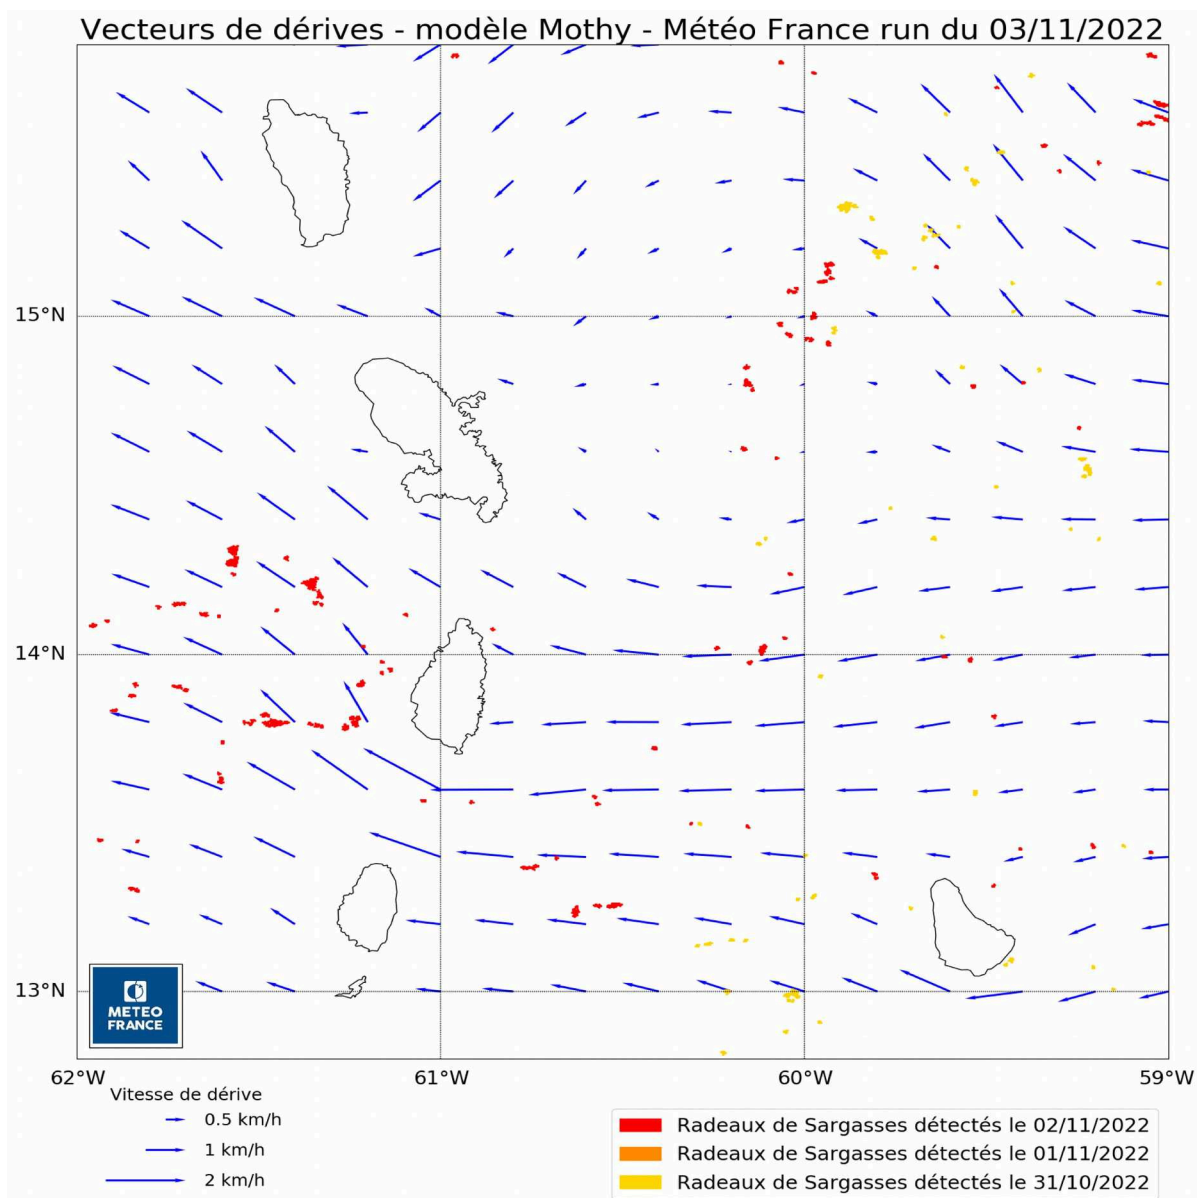 Vecteurs de dérives - modèle Mothy - Météo France run du 03/11/2022
15°N
14°N
13°N
METEO
FRANCE
62°W
61°W
60°W
59°W
Vitesse de dérive
0.5 km/h
1 km/h
2 km/h
Radeaux de Sargasses détectés le 02/11/2022
Radeaux de Sargasses détectés le 01/11/2022
Radeaux de Sargasses détectés le 31/10/2022